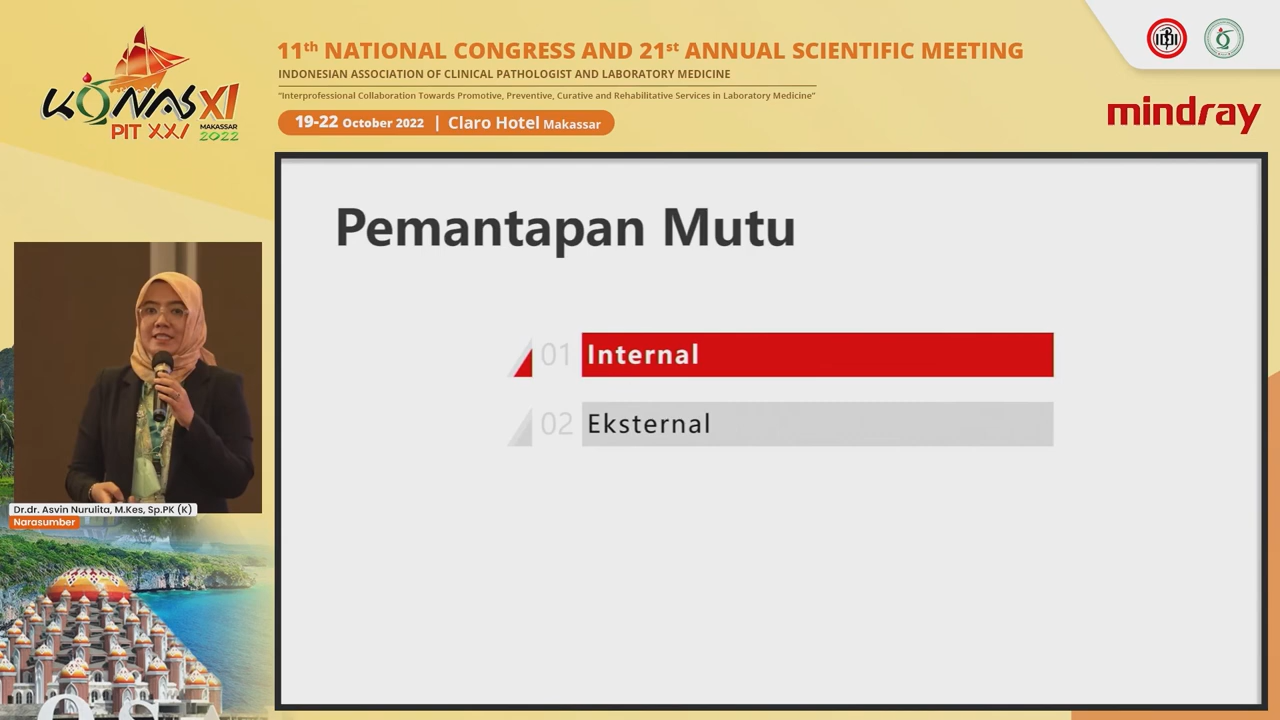 11th NATIONAL CONGRESS AND 21st ANNUAL SCIENTIFIC MEETING
INDONESIAN ASSOCIATION OF CLINICAL PATHOLOGIST AND LABORATORY MEDICINE
"Interprofessional Collaboration Towards Promotive, Preventive, Curative and Rehabilitative Services in Laboratory Medicine"
19-22 October 2022 | Claro Hotel Makassar
KONAS XI
PIT XXI
MAKASSAR
2022
mindray
Pemantapan Mutu
01 Internal
02 Eksternal
Dr.dr. Asvin Nurulita, M.Kes, Sp.PK (K)
Narasumber